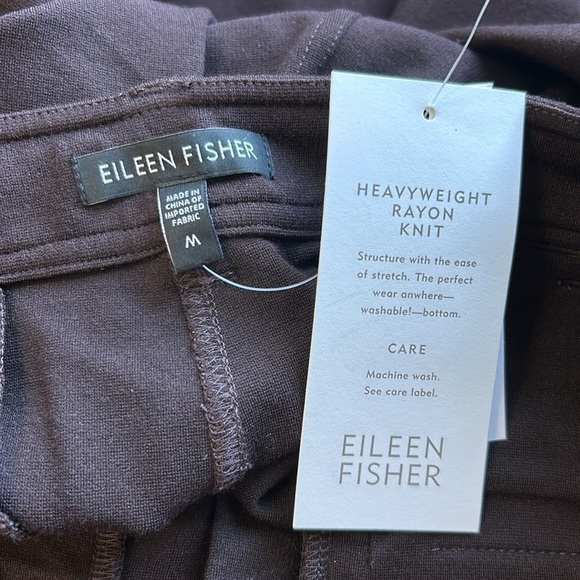 EILEEN FISHER
MADE IN
CHINA OF
IMPORTED
FABRIC
M
HEAVYWEIGHT
RAYON
KNIT
Structure with the ease
of stretch. The perfect
wear anwhere—
washable!—bottom.
CARE
Machine wash.
See care label.
EILEEN
FISHER